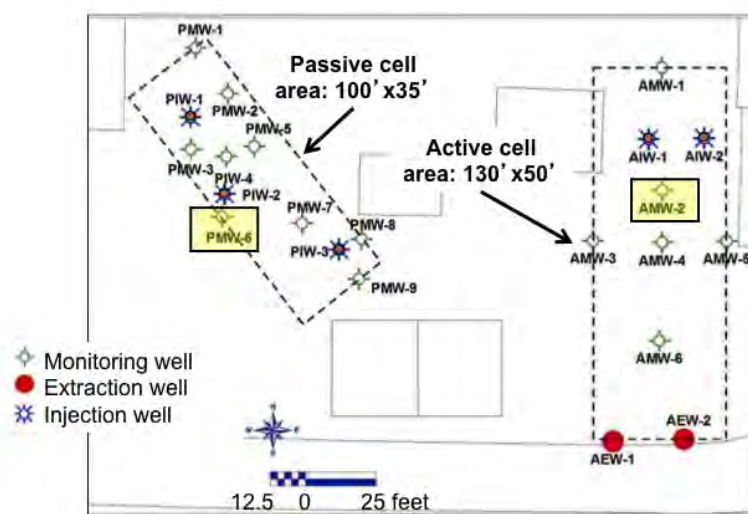 PMW-1
Passive cell
area: 100'x35'
PIW-1
PMW-2
PMW-5
PMW-3
PIW-4
PIW-2
PMW-6
PMW-7
PMW-8
PIW-3
PMW-9
Active cell
area: 130'x50'
AMW-1
AIW-1
AIW-2
AMW-2
AMW-3
AMW-4
AMW-5
AMW-6
AEW-2
AEW-1
Monitoring well
Extraction well
Injection well
12.5 0 25 feet